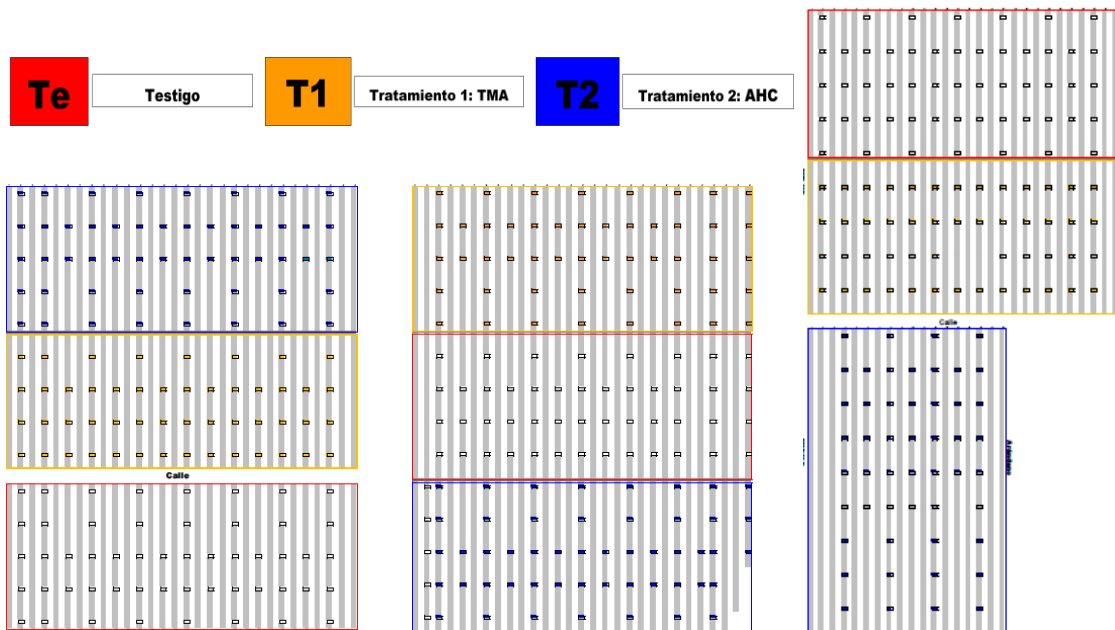 Te
Testigo
T1
Tratamiento 1: TMA
T2
Tratamiento 2: AHC
Calle
Calle